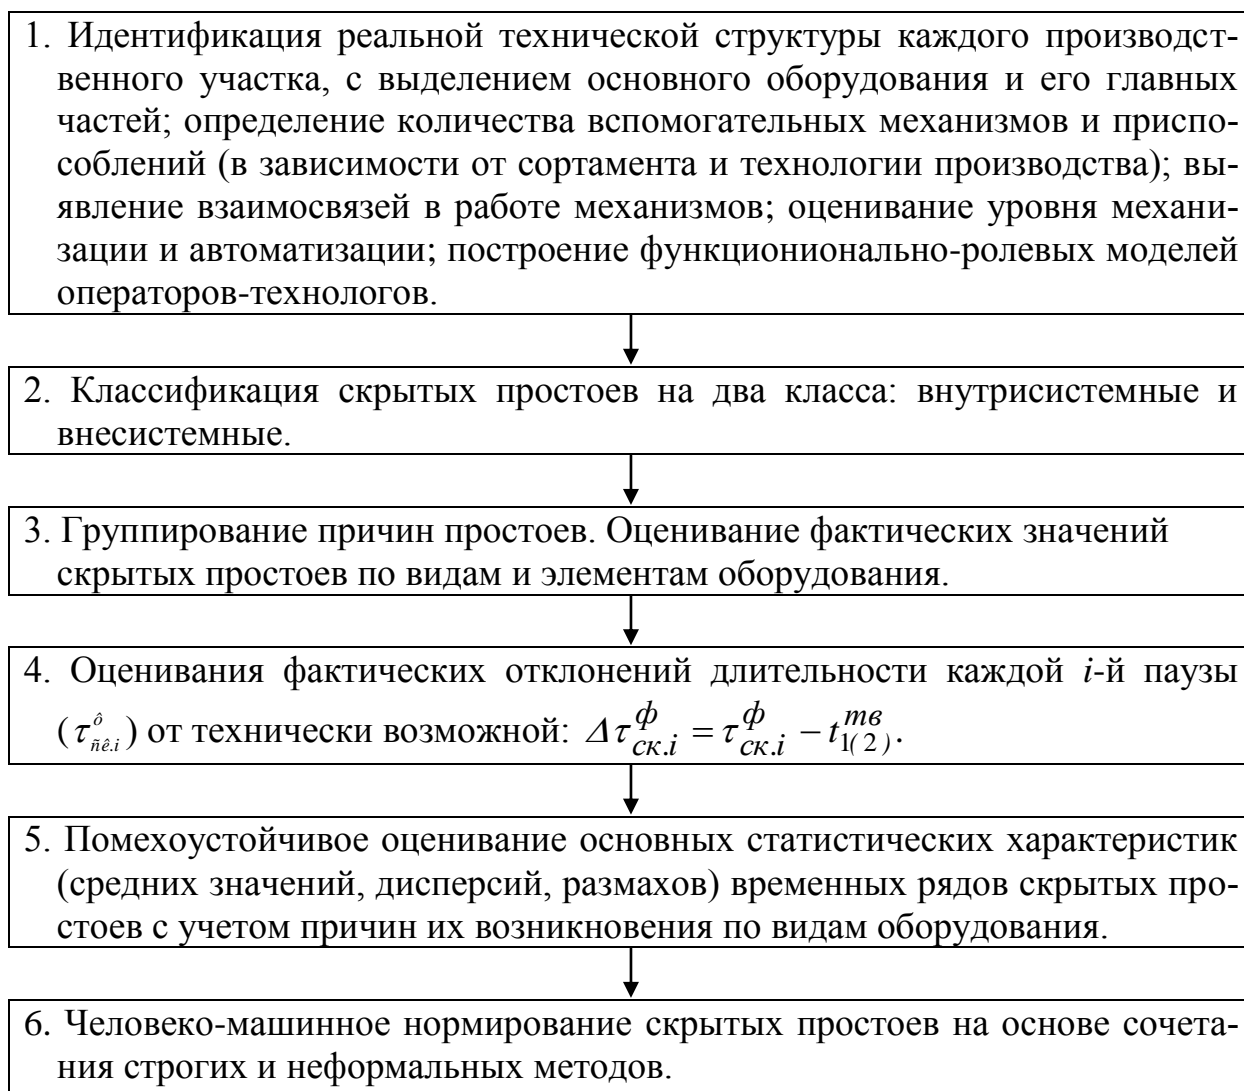 1. Идентификация реальной технической структуры каждого производст-
венного участка, с выделением основного оборудования и его главных
частей; определение количества вспомогательных механизмов и приспо-
соблений (в зависимости от сортамента и технологии производства); вы-
явление взаимосвязей в работе механизмов; оценивание уровня механи-
зации и автоматизации; построение функционионально-ролевых моделей
операторов-технологов.
2. Классификация скрытых простоев на два класса: внутрисистемные и
внесистемные.
3. Группирование причин простоев. Оценивание фактических значений
скрытых простоев по видам и элементам оборудования.
4. Оценивания фактических отклонений длительности каждой i-й паузы
(τ^ô_ñê.i) от технически возможной: Δτ^ф_ск.i = τ^ф_ск.i − t^тв_1(2).
5. Помехоустойчивое оценивание основных статистических характеристик
(средних значений, дисперсий, размахов) временных рядов скрытых про-
стоев с учетом причин их возникновения по видам оборудования.
6. Человеко-машинное нормирование скрытых простоев на основе сочета-
ния строгих и неформальных методов.